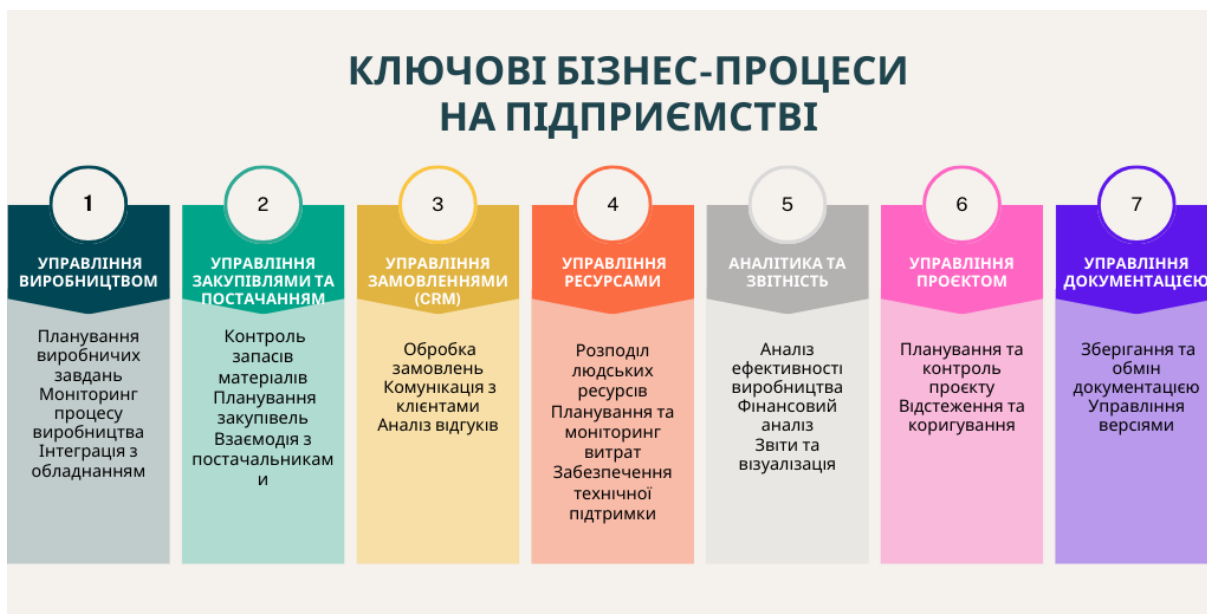 КЛЮЧОВІ БІЗНЕС-ПРОЦЕСИ
НА ПІДПРИЄМСТВІ
1
УПРАВЛІННЯ
ВИРОБНИЦТВОМ
Планування
виробничих
завдань
Моніторинг
процесу
виробництва
Інтеграція з
обладнанням
2
УПРАВЛІННЯ
ЗАКУПІВЛЯМИ ТА
ПОСТАЧАННЯМ
Контроль
запасів
матеріалів
Планування
закупівель
Взаємодія з
постачальникам
и
3
УПРАВЛІННЯ
ЗАМОВЛЕННЯМИ
(CRM)
Обробка
замовлень
Комунікація з
клієнтами
Аналіз відгуків
4
УПРАВЛІННЯ
РЕСУРСАМИ
Розподіл
людських
ресурсів
Планування та
моніторинг
витрат
Забезпечення
технічної
підтримки
5
АНАЛІТИКА ТА
ЗВІТНІСТЬ
Аналіз
ефективності
виробництва
Фінансовий
аналіз
Звіти та
візуалізація
6
УПРАВЛІННЯ
ПРОЄКТОМ
Планування та
контроль
проєкту
Відстеження та
коригування
7
УПРАВЛІННЯ
ДОКУМЕНТАЦІЄЮ
Зберігання та
обмін
документацією
Управління
версіями